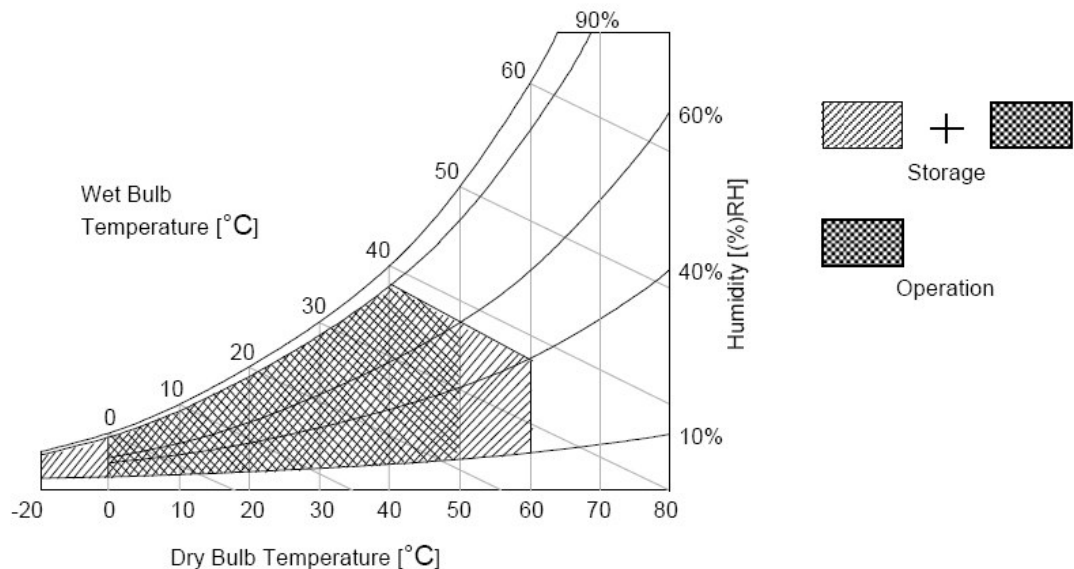 90%
60
60%
50
Storage
Wet Bulb
Temperature [°C]
40
Humidity [(%)RH]
40%
30
Operation
20
10
0
10%
-20 0 10 20 30 40 50 60 70 80
Dry Bulb Temperature [°C]